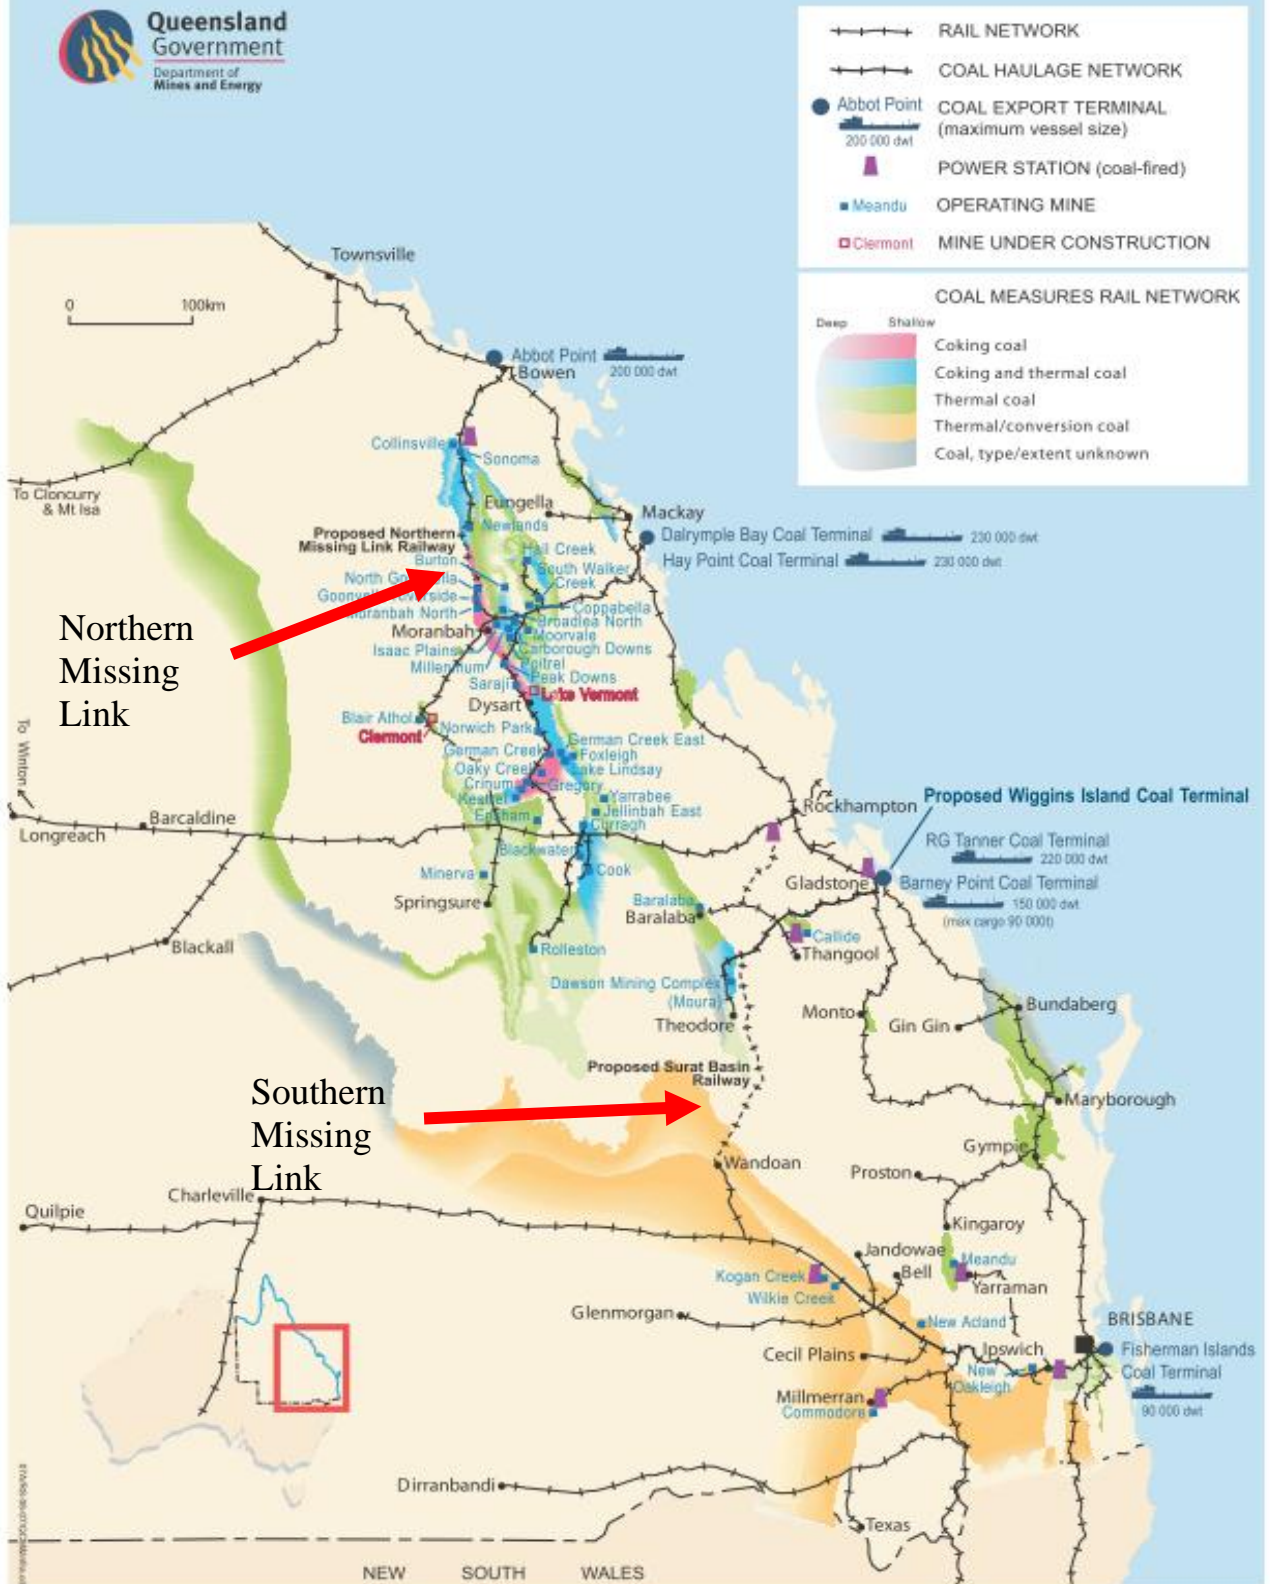 Queensland
Government
Department of
Mines and Energy
RAIL NETWORK
COAL HAULAGE NETWORK
Abbot Point
200 000 dwt
COAL EXPORT TERMINAL
(maximum vessel size)
POWER STATION (coal-fired)
Meandu
OPERATING MINE
Clermont
MINE UNDER CONSTRUCTION
COAL MEASURES RAIL NETWORK
Deep
Shallow
Coking coal
Coking and thermal coal
Thermal coal
Thermal/conversion coal
Coal, type/extent unknown
Townsville
0
100km
Abbot Point
200 000 dwt
Bowen
Collinsville
Sonoma
To Cloncurry
& Mt Isa
Eungella
Mackay
Newlands
Proposed Northern
Missing Link Railway
Dalrymple Bay Coal Terminal
230 000 dwt
Hay Point Coal Terminal
230 000 dwt
Hail Creek
Burton
South Walker
Creek
North Goonyella
Goonyella Riverside
Moranbah North
Coppabella
Broadlea North
Moranbah
Moorvale
Isaac Plains
Carborough Downs
Millennium
Poitrel
Peak Downs
Saraji
Lake Vermont
Dysart
Northern
Missing
Link
Blair Athol
Clermont
Norwich Park
German Creek East
German Creek
Foxleigh
Oaky Creek
Lake Lindsay
Crinum
Gregory
Kestrel
Yarrabee
Jellinbah East
Ensham
Curragh
To Winton
Longreach
Barcaldine
Blackwater
Cook
Minerva
Springsure
Blackall
Rolleston
Rockhampton
Proposed Wiggins Island Coal Terminal
RG Tanner Coal Terminal
220 000 dwt
Gladstone
Barney Point Coal Terminal
150 000 dwt
(max cargo 90 000t)
Baralaba
Baralaba
Callide
Thangool
Dawson Mining Complex
(Moura)
Theodore
Monto
Gin Gin
Bundaberg
Proposed Surat Basin
Railway
Maryborough
Southern
Missing
Link
Gympie
Wandoan
Proston
Charleville
Quilpie
Kingaroy
Jandowae
Meandu
Kogan Creek
Bell
Yarraman
Wilkie Creek
Glenmorgan
New Acland
BRISBANE
Cecil Plains
Ipswich
Fisherman Islands
Coal Terminal
90 000 dwt
New
Oakleigh
Millmerran
Commodore
Dirranbandi
Texas
NEW SOUTH WALES